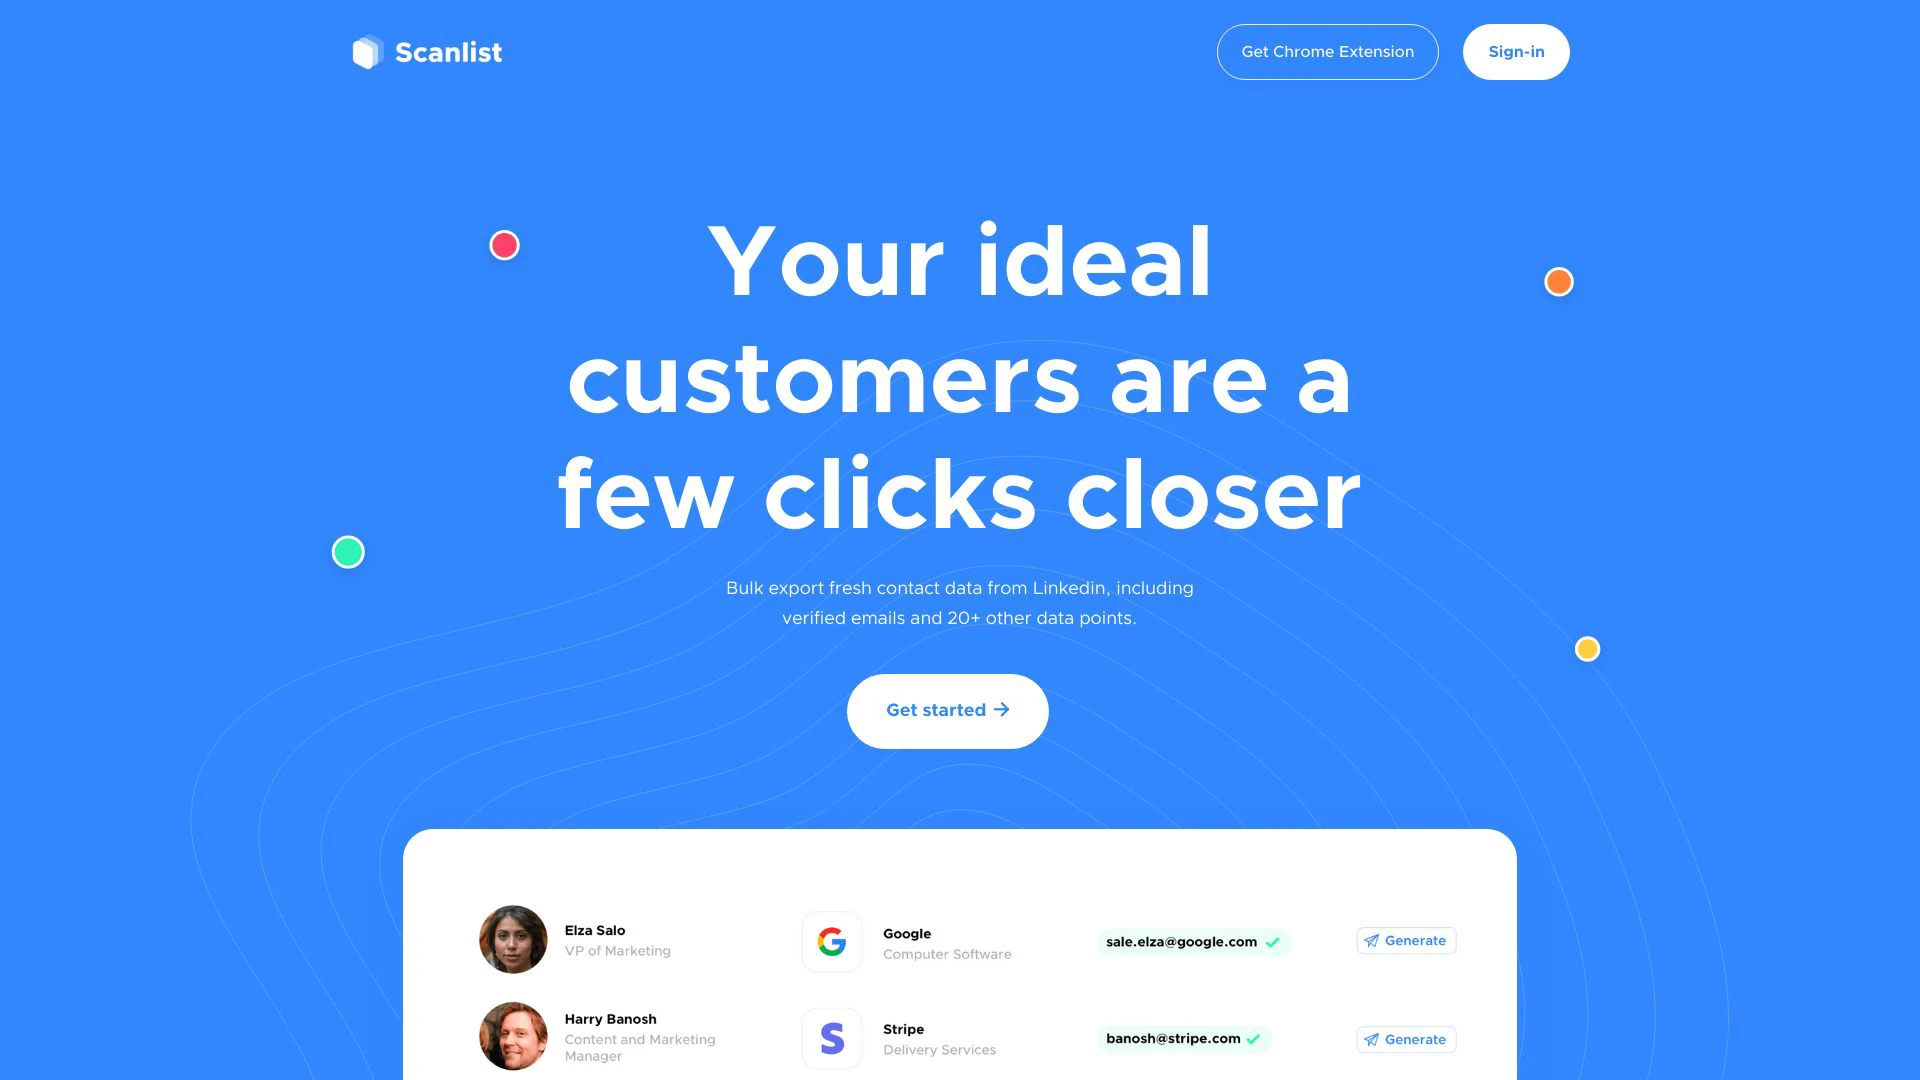 Scanlist
Get Chrome Extension
Sign-in
Your ideal
customers are a
few clicks closer
Bulk export fresh contact data from Linkedin, including
verified emails and 20+ other data points.
Get started →
Elza Salo
VP of Marketing
Google
Computer Software
sale.elza@google.com
Generate
Harry Banosh
Content and Marketing
Manager
Stripe
Delivery Services
banosh@stripe.com
Generate